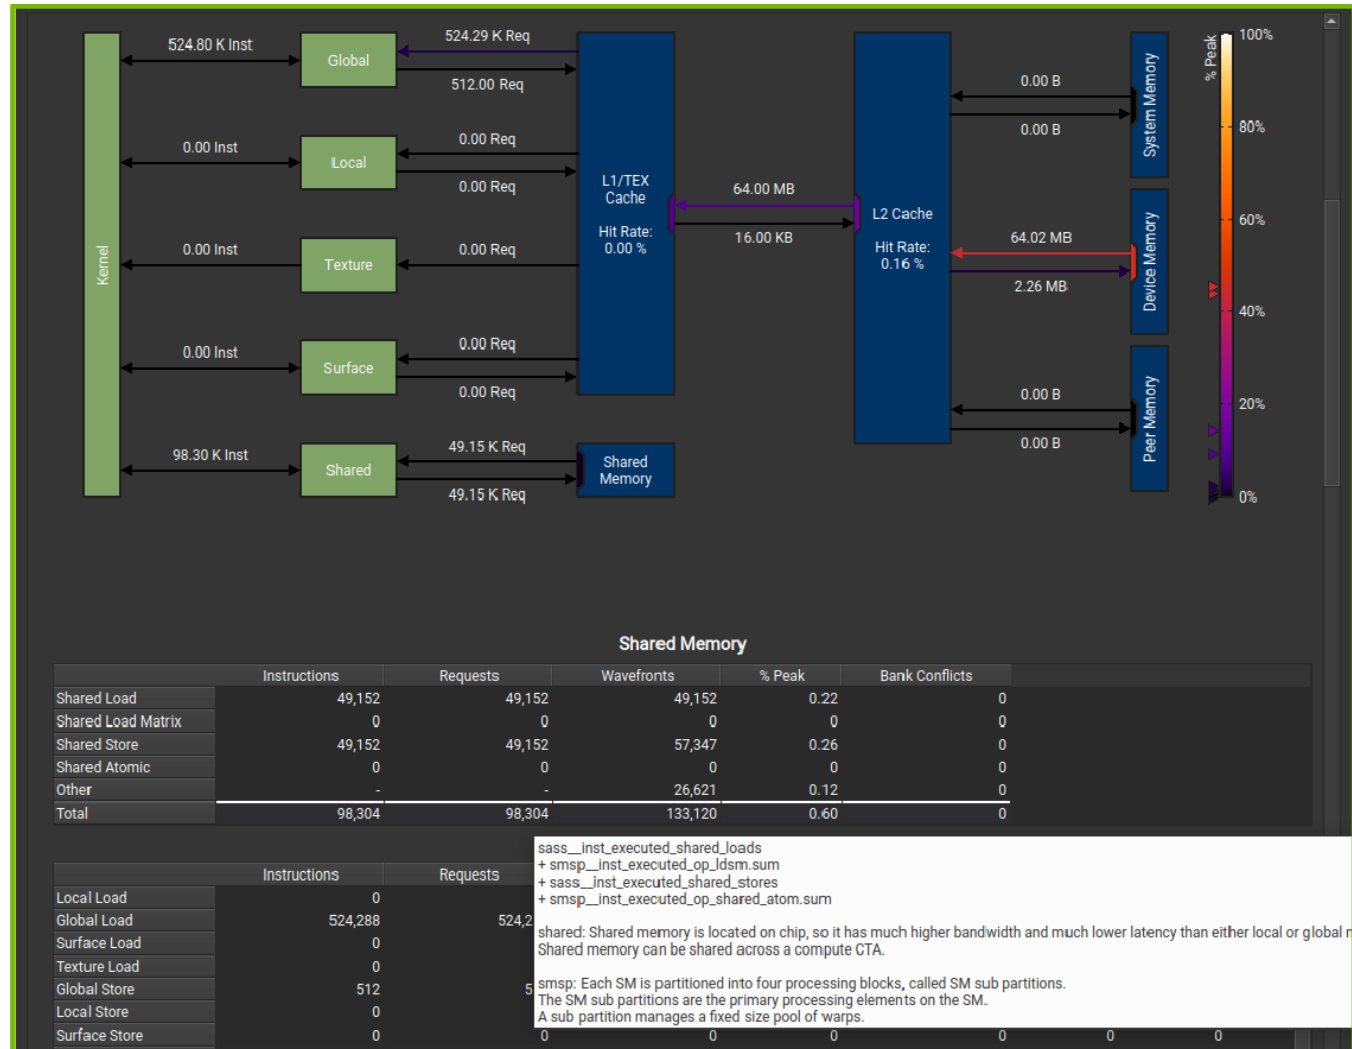 524.80 K Inst
Global
524.29 K Req
512.00 Req
0.00 Inst
Local
0.00 Req
0.00 Req
0.00 Inst
Texture
0.00 Req
0.00 Inst
Surface
0.00 Req
0.00 Req
98.30 K Inst
Shared
49.15 K Req
49.15 K Req
Kernel
L1/TEX
Cache
Hit Rate:
0.00 %
Shared
Memory
64.00 MB
16.00 KB
L2 Cache
Hit Rate:
0.16 %
0.00 B
0.00 B
System Memory
64.02 MB
2.26 MB
Device Memory
0.00 B
0.00 B
Peer Memory
% Peak
100%
80%
60%
40%
20%
0%
Shared Memory
Instructions Requests Wavefronts % Peak Bank Conflicts
Shared Load 49,152 49,152 49,152 0.22 0
Shared Load Matrix 0 0 0 0 0
Shared Store 49,152 49,152 57,347 0.26 0
Shared Atomic 0 0 0 0 0
Other - - 26,621 0.12 0
Total 98,304 98,304 133,120 0.60 0
Instructions Requests
Local Load 0
Global Load 524,288 524,2
Surface Load 0
Texture Load 0
Global Store 512 5
Local Store 0
Surface Store 0 0 0 0 0 0 0
sass__inst_executed_shared_loads
+ smsp__inst_executed_op_ldsm.sum
+ sass__inst_executed_shared_stores
+ smsp__inst_executed_op_shared_atom.sum
shared: Shared memory is located on chip, so it has much higher bandwidth and much lower latency than either local or global
Shared memory can be shared across a compute CTA.
smsp: Each SM is partitioned into four processing blocks, called SM sub partitions.
The SM sub partitions are the primary processing elements on the SM.
A sub partition manages a fixed size pool of warps.